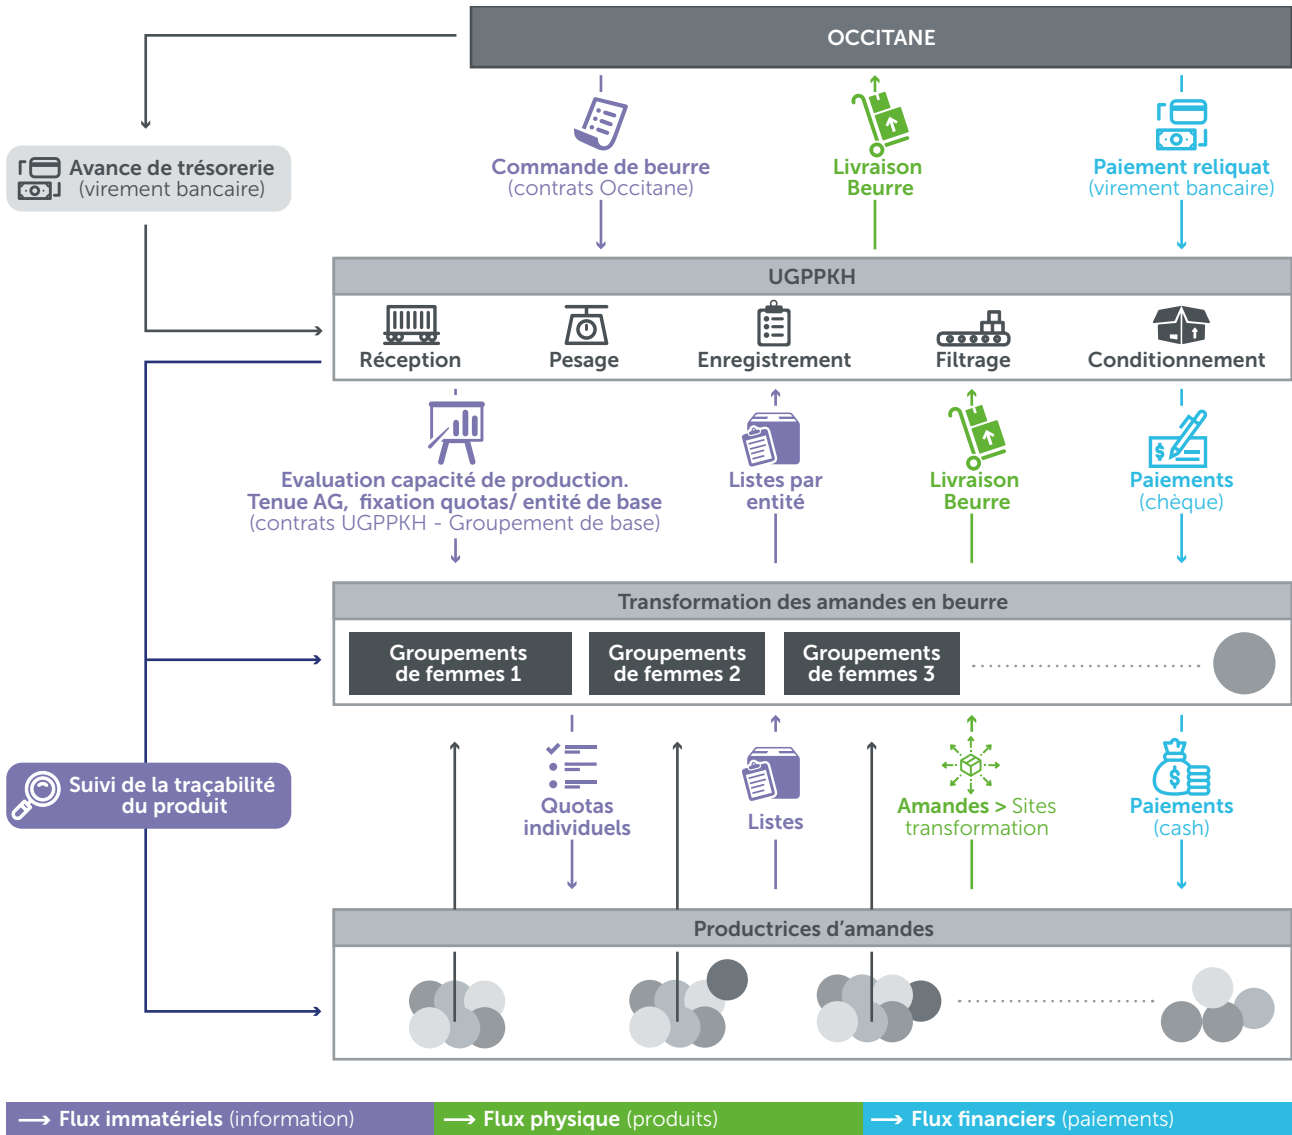 OCCITANE
Avance de trésorerie
(virement bancaire)
Commande de beurre
(contrats Occitane)
Livraison
Beurre
Paiement reliquat
(virement bancaire)
UGPPKH
Réception
Pesage
Enregistrement
Filtrage
Conditionnement
Evaluation capacité de production.
Tenue AG, fixation quotas/ entité de base
(contrats UGPPKH - Groupement de base)
Listes par
entité
Livraison
Beurre
$
Paiements
(chèque)
Transformation des amandes en beurre
Groupements
de femmes 1
Groupements
de femmes 2
Groupements
de femmes 3
Suivi de la traçabilité
du produit
Quotas
individuels
Listes
Amandes > Sites
transformation
$
Paiements
(cash)
Productrices d’amandes
Flux immatériels (information)
Flux physique (produits)
Flux financiers (paiements)